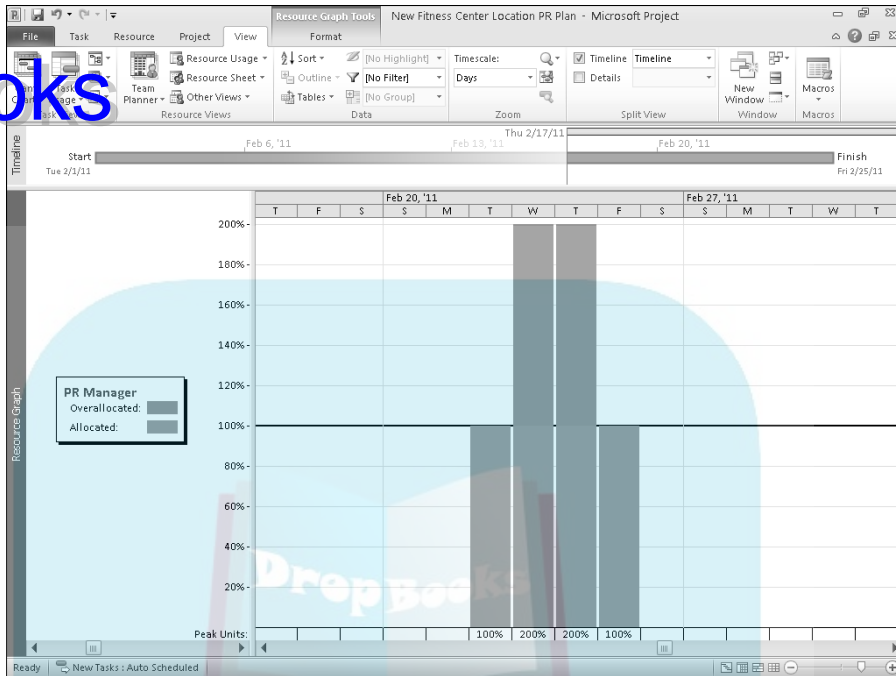 New Fitness Center Location PR Plan - Microsoft Project
Resource Graph Tools
File Task Resource Project View Format
Team Planner
Resource Usage
Resource Sheet
Other Views
Resource Views
Sort
Outline
Tables
[No Highlight]
[No Filter]
[No Group]
Data
Timescale:
Days
Zoom
Timeline Timeline
Details
Split View
New Window
Window
Macros
Macros
oks
Timeline
Thu 2/17/11
Feb 6, '11 Feb 13, '11 Feb 20, '11
Start Finish
Tue 2/1/11 Fri 2/25/11
Feb 20, '11 Feb 27, '11
T F S S M T W T F S S M T W T
200%
180%
160%
140%
120%
100%
80%
60%
40%
20%
Resource Graph
PR Manager
Overallocated:
Allocated:
DropBooks
Peak Units: 100% 200% 200% 100%
Ready New Tasks : Auto Scheduled